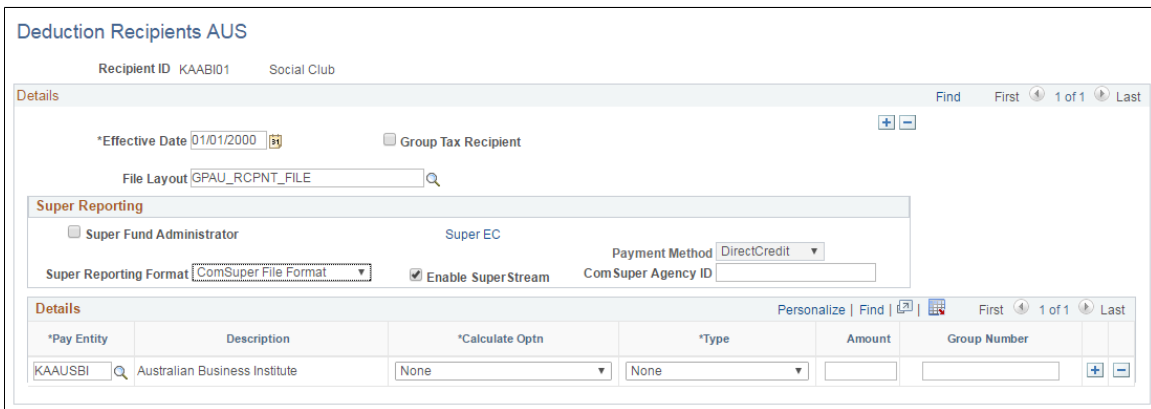 Deduction Recipients AUS
Recipient ID KAABI01 Social Club
Details Find First 1 of 1 Last
*Effective Date 01/01/2000 31 Group Tax Recipient
File Layout GPAU_RCPNT_FILE
Super Reporting
Super Fund Administrator Super EC
Payment Method DirectCredit
Super Reporting Format ComSuper File Format Enable SuperStream ComSuper Agency ID
Details Personalize | Find | | First 1 of 1 Last
*Pay Entity Description *Calculate Optn *Type Amount Group Number
KAAUSBI Australian Business Institute None None